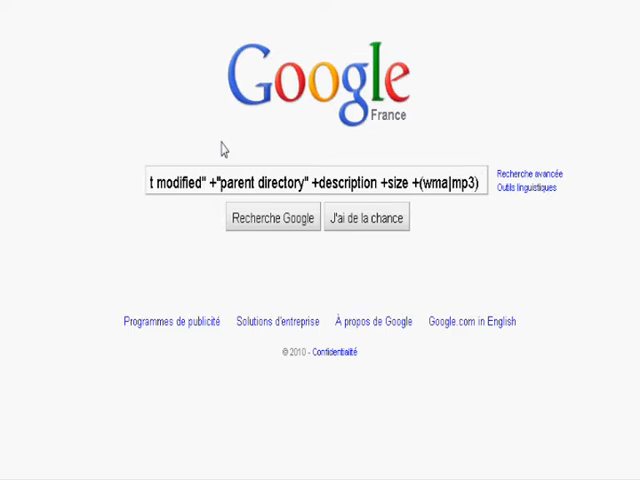 Google
France
t modified" +"parent directory" +description +size +(wma|mp3)
Recherche avancée
Outils linguistiques
Recherche Google
J'ai de la chance
Programmes de publicité
Solutions d'entreprise
À propos de Google
Google.com in English
© 2010 - Confidentialité